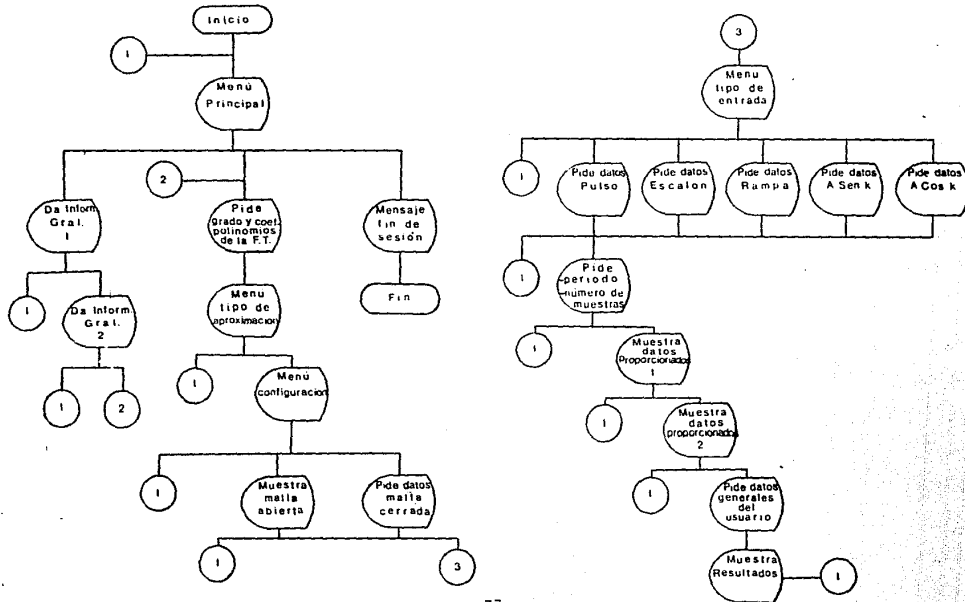 Inicio
1
Menú
Principal
2
Da Inform.
Gral.
1
Pide
grado y coef.
pulinomios
de la F.T.
Mensaje
fin de
sesión
1
Da Inform.
Gral.
2
Menu
tipo de
aproximacion
Fin
1
2
1
Menú
configuracion
1
Muestra
malla
abierta
Pide datos
malla
cerrada
1
3
3
Menu
tipo de
entrada
1
Pide datos
Pulso
Pide datos
Escalon
Pide datos
Rampa
Pide datos
A Sen k
Pide datos
A Cos k
1
Pide
-periodo
-número de
muestras
1
Muestra
datos
Proporcionados
1
1
Muestra
datos
proporcionados
2
1
Pide datos
generales
del
usuario
Muestra
Resultados
1